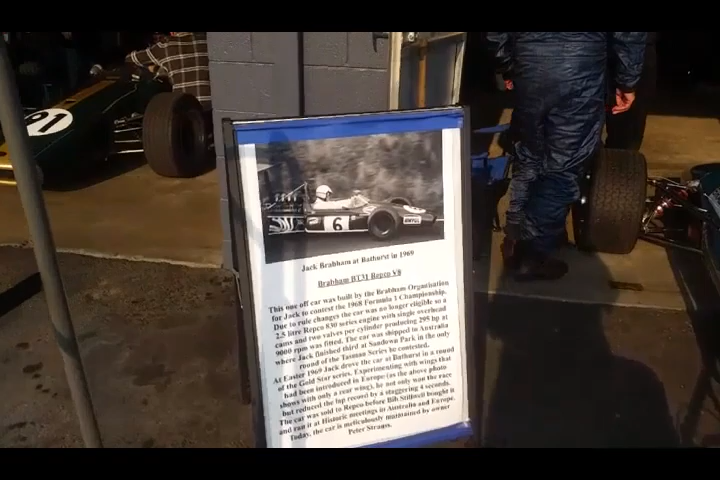 21
6
Jack Brabham at Bathurst in 1969
Brabham BT31 Repco V8
This one off car was built by the Brabham Organisation
for Jack to contest the 1968 Formula 1 Championship.
Due to rule changes the car was no longer eligible so a
2.5 litre Repco 830 series engine with single overhead
cams and two valves per cylinder producing 295 bhp at
9000 rpm was fitted. The car was shipped to Australia
where Jack finished third at Sandown Park in the only
round of the Tasman Series he contested.
At Easter 1969 Jack drove the car at Bathurst in a round
of the Gold Star series. Experimenting with wings that
had been introduced in Europe (as the above photo
shows with only a rear wing), he not only won the race
but reduced the lap record by a staggering 4 seconds.
The car was sold to Repco before Bib Stillwell bought it
and ran it at Historic meetings in Australia and Europe.
Today, the car is meticulously maintained by owner
Peter Strauss.